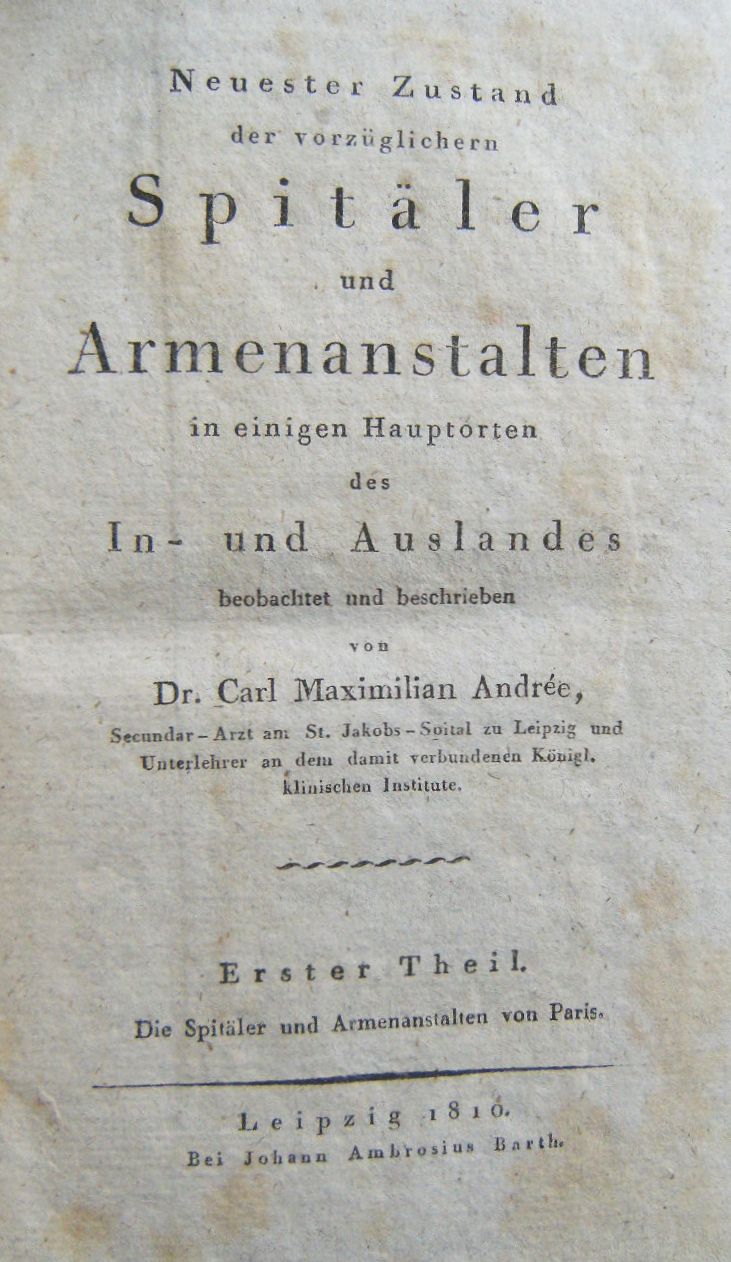 Neuester Zustand
der vorzüglichern
Spitäler
und
Armenanstalten
in einigen Hauptorten
des
In- und Auslandes
beobachtet und beschrieben
von
Dr. Carl Maximilian Andrée,
Secundar-Arzt am St. Jakobs-Spital zu Leipzig und
Unterlehrer an dem damit verbundenen Königl.
klinischen Institute.
Erster Theil.
Die Spitäler und Armenanstalten von Paris.
Leipzig 1810.
Bei Johann Ambrosius Barth.